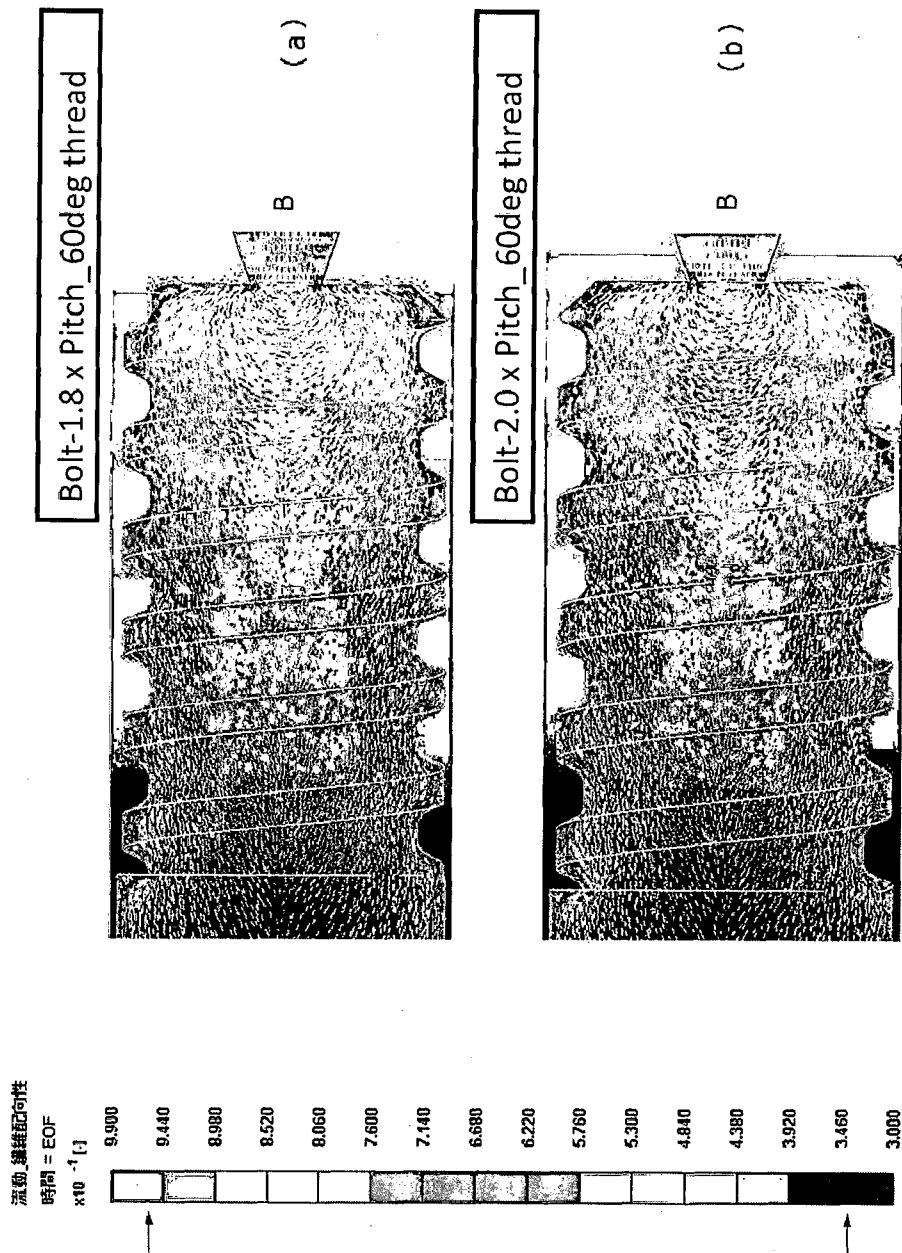 Bolt-1.8 x Pitch_60deg thread
B
(a)
Bolt-2.0 x Pitch_60deg thread
B
(b)
流動_纖維配向性
時間 = EOF
x10 -1 [-]
9.900
9.440
8.980
8.520
8.060
7.600
7.140
6.680
6.220
5.760
5.300
4.840
4.380
3.920
3.460
3.000